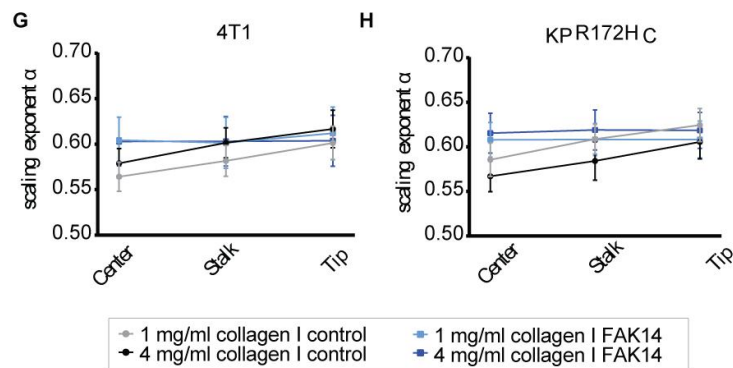 G
4T1
scaling exponent α
0.70
0.65
0.60
0.55
0.50
Center
Stalk
Tip
H
KPR172HC
scaling exponent α
0.70
0.65
0.60
0.55
0.50
Center
Stalk
Tip
1 mg/ml collagen I control
4 mg/ml collagen I control
1 mg/ml collagen I FAK14
4 mg/ml collagen I FAK14